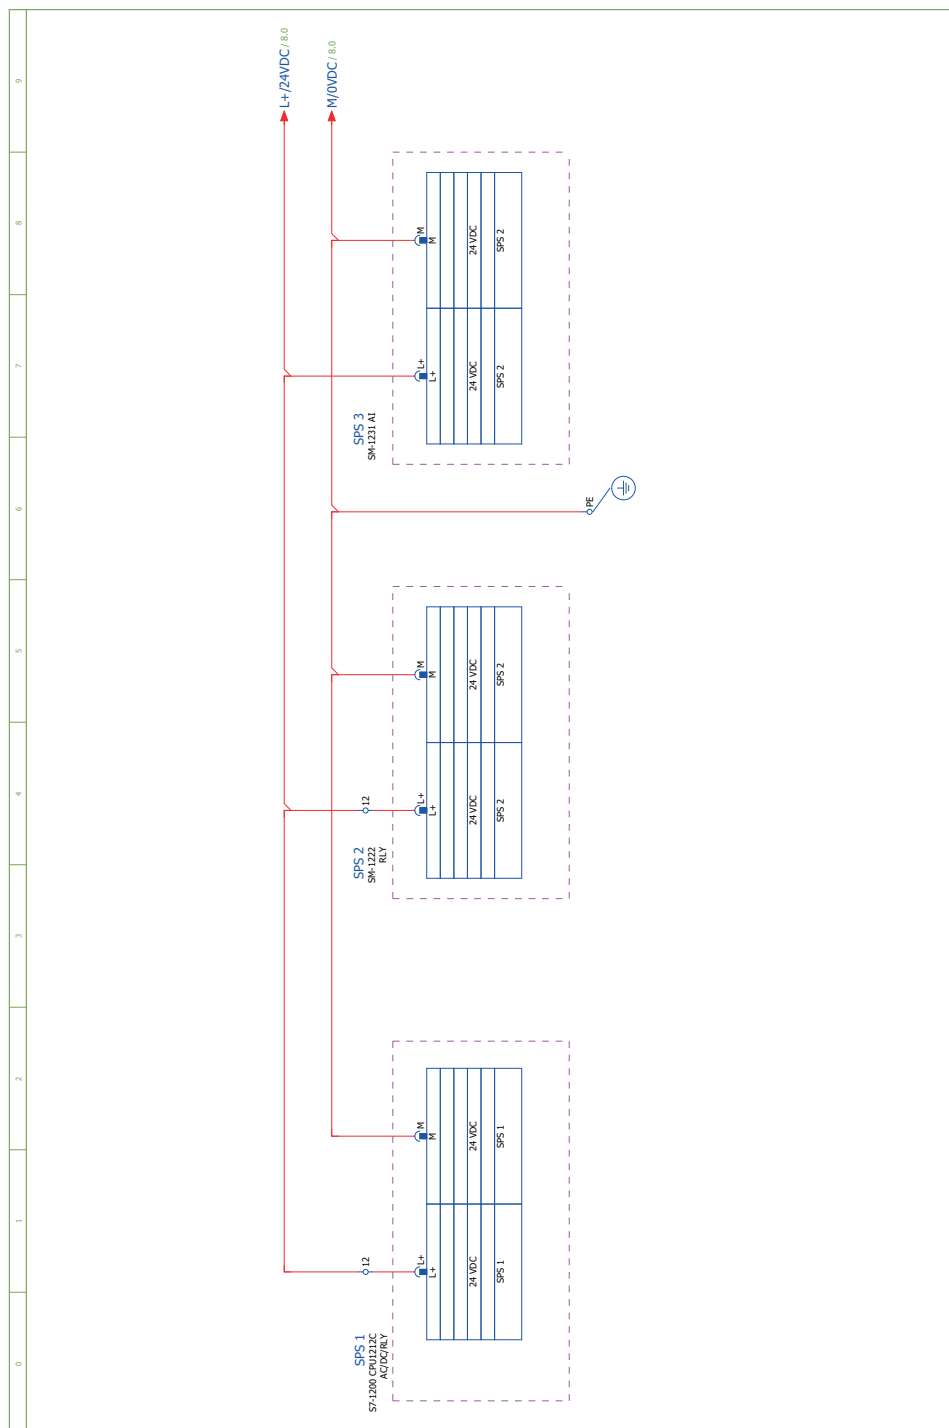 L+/24VDC / 8.0
M/0VDC / 8.0
0
1
2
3
4
5
6
7
8
9
SPS 1
S7-1200 CPU1212C
AC/DC/RLY
12
L+
L+
24 VDC
SPS 1
M
M
24 VDC
SPS 1
SPS 2
SM-1222
RLY
12
L+
L+
24 VDC
SPS 2
M
M
24 VDC
SPS 2
PE
SPS 3
SM-1231 AI
L+
L+
24 VDC
SPS 2
M
M
24 VDC
SPS 2